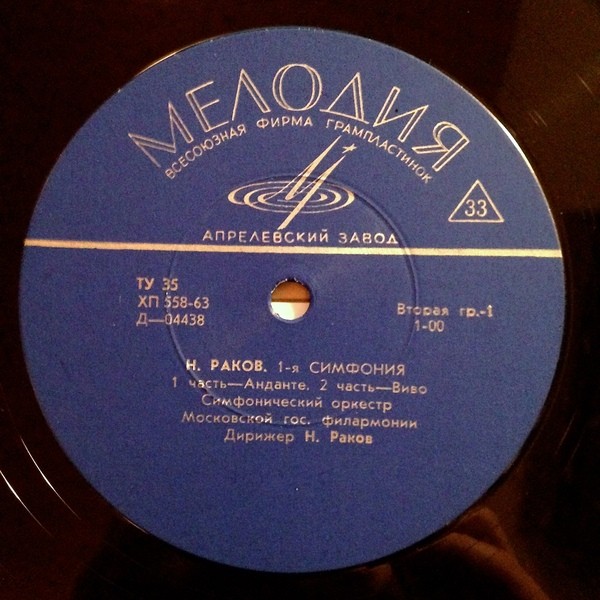 МЕЛОДИЯ
ВСЕСОЮЗНАЯ ФИРМА ГРАМПЛАСТИНОК
33
АПРЕЛЕВСКИЙ ЗАВОД
ТУ 35
ХП 558-63
Д—04438
Вторая гр.-1
1-00
Н. РАКОВ. 1-я СИМФОНИЯ
1 часть—Анданте. 2 часть—Виво
Симфонический оркестр
Московской гос. филармонии
Дирижер Н. Раков